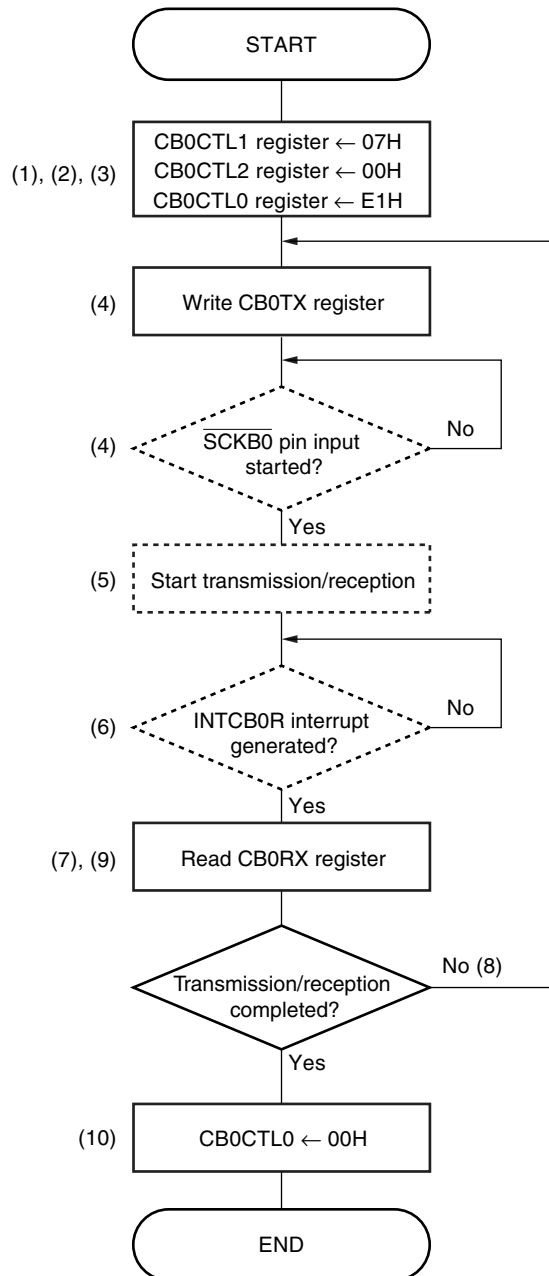 START
(1), (2), (3)
CB0CTL1 register ← 07H
CB0CTL2 register ← 00H
CB0CTL0 register ← E1H
(4)
Write CB0TX register
(4)
SCKB0 pin input
started?
No
Yes
(5)
Start transmission/reception
(6)
INTCB0R interrupt
generated?
No
Yes
(7), (9)
Read CB0RX register
Transmission/reception
completed?
No (8)
Yes
(10)
CB0CTL0 ← 00H
END